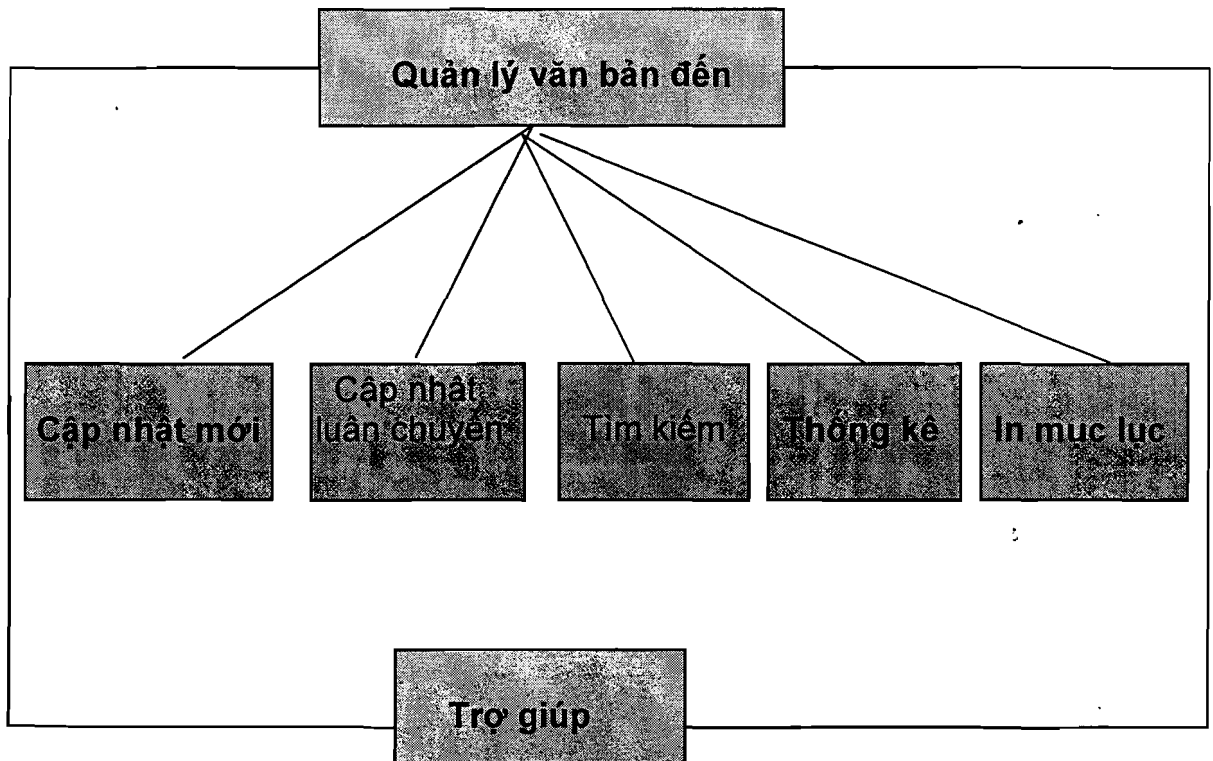 Quản lý văn bản đến
Cập nhật mới
Cập nhật
luân chuyển
Tìm kiếm
Thống kê
In mục lục
Trợ giúp